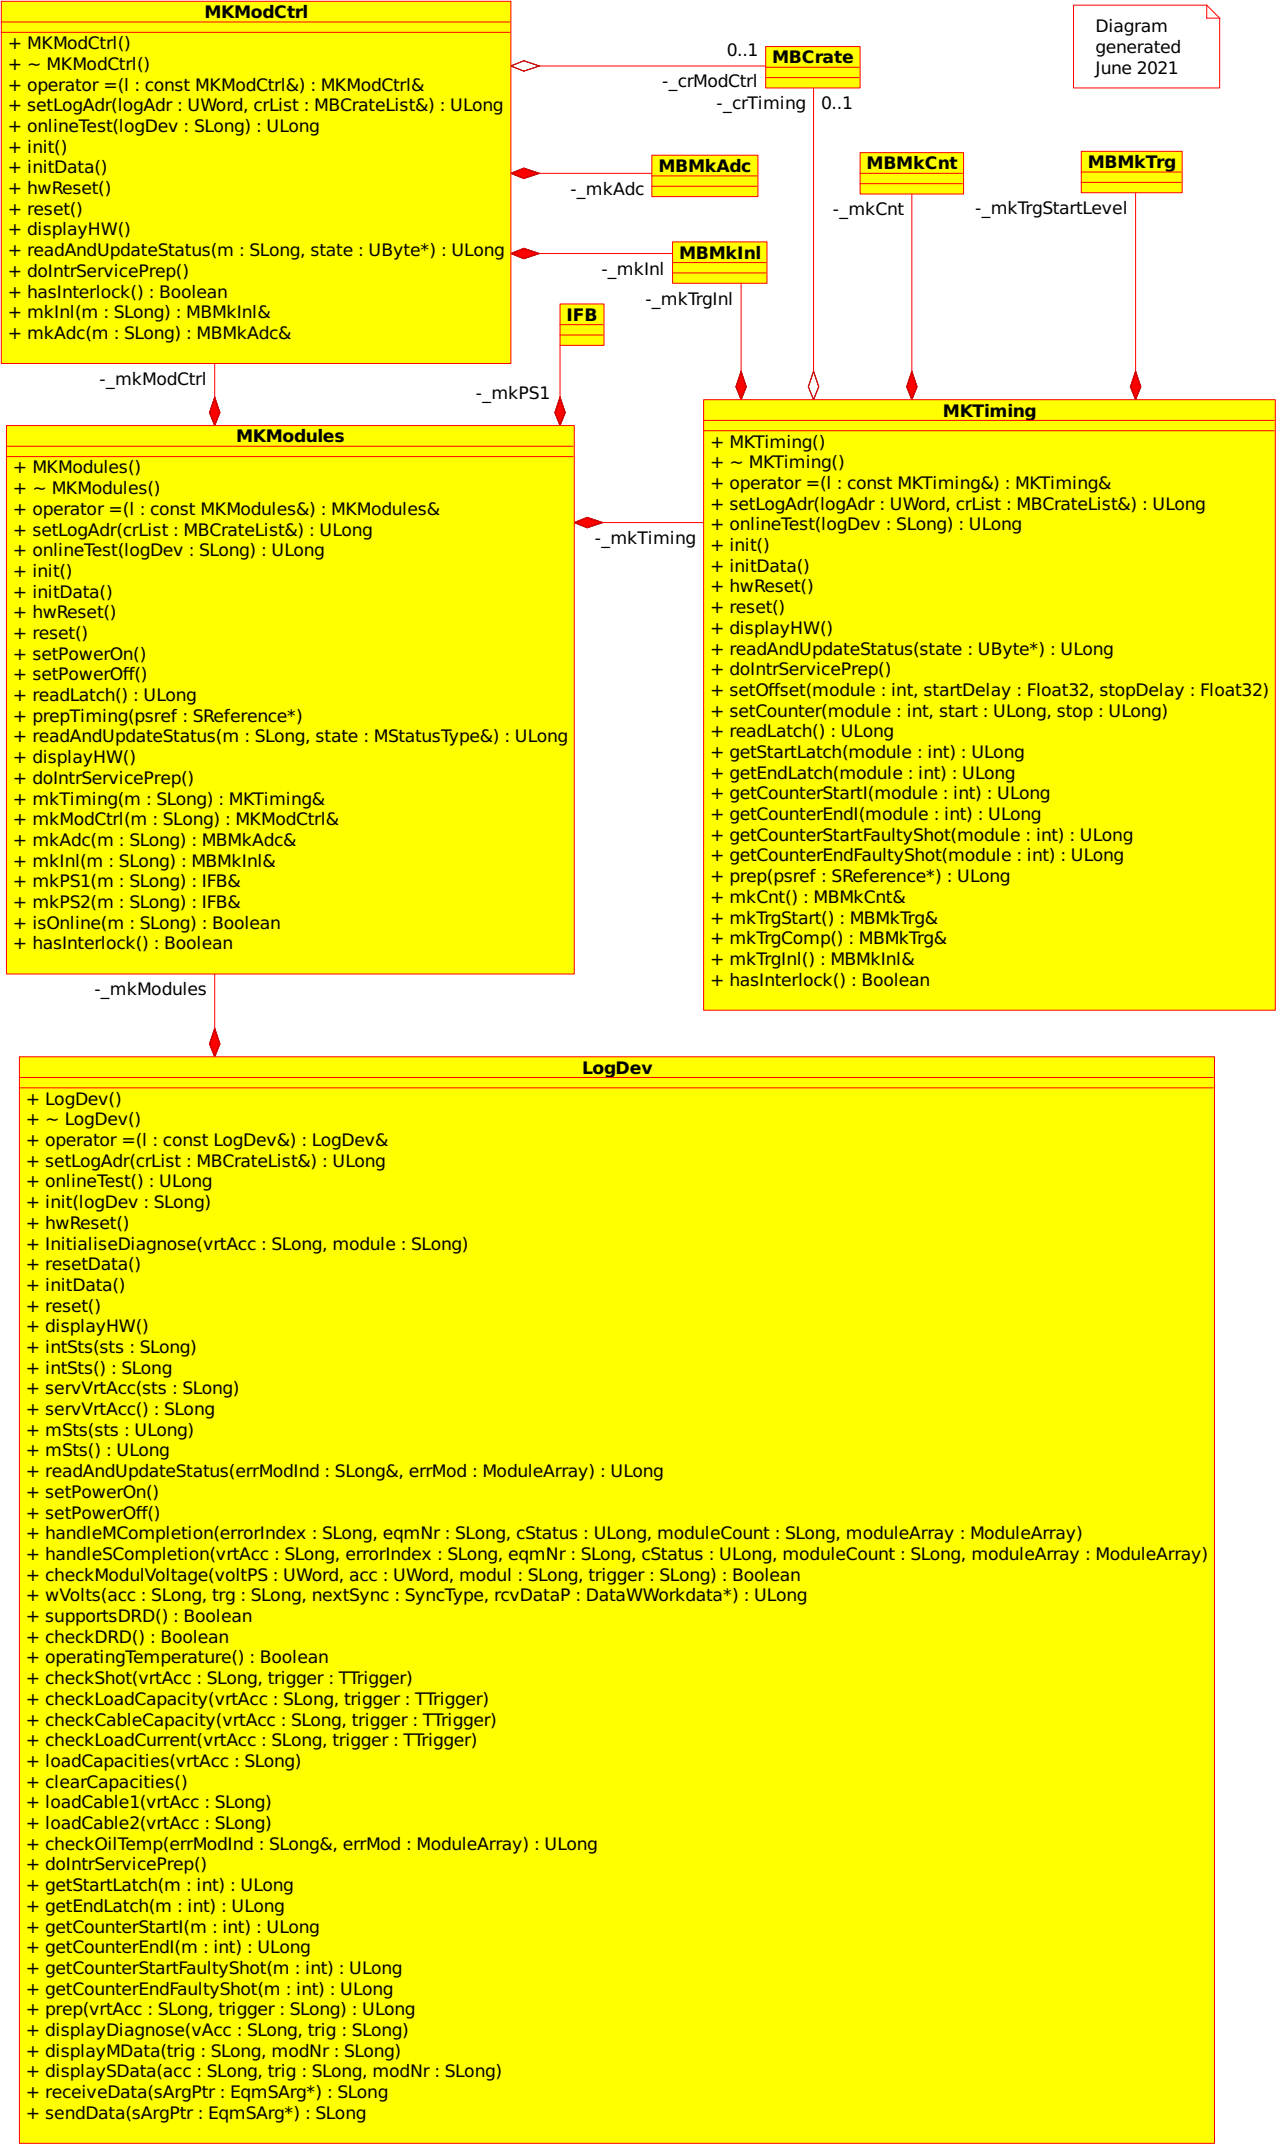 MKModCtrl
+ MKModCtrl()
+ ~ MKModCtrl()
+ operator =(l : const MKModCtrl&) : MKModCtrl&
+ setLogAdr(logAdr : UWord, crList : MBCrateList&) : ULong
+ onlineTest(logDev : SLong) : ULong
+ init()
+ initData()
+ hwReset()
+ reset()
+ displayHW()
+ readAndUpdateStatus(m : SLong, state : UByte*) : ULong
+ doIntrServicePrep()
+ hasInterlock() : Boolean
+ mkInl(m : SLong) : MBMkInl&
+ mkAdc(m : SLong) : MBMkAdc&
0..1
MBCrate
-_crModCtrl
-_crTiming
0..1
Diagram
generated
June 2021
MBMkAdc
-_mkAdc
MBMkCnt
-_mkCnt
MBMkTrg
-_mkTrgStartLevel
MBMkInl
-_mkInl
-_mkTrgInl
IFB
-_mkPS1
-_mkModCtrl
MKModules
+ MKModules()
+ ~ MKModules()
+ operator =(l : const MKModules&) : MKModules&
+ setLogAdr(crList : MBCrateList&) : ULong
+ onlineTest(logDev : SLong) : ULong
+ init()
+ initData()
+ hwReset()
+ reset()
+ setPowerOn()
+ setPowerOff()
+ readLatch() : ULong
+ prepTiming(psref : SReference*)
+ readAndUpdateStatus(m : SLong, state : MStatusType&) : ULong
+ displayHW()
+ doIntrServicePrep()
+ mkTiming(m : SLong) : MKTiming&
+ mkModCtrl(m : SLong) : MKModCtrl&
+ mkAdc(m : SLong) : MBMkAdc&
+ mkInl(m : SLong) : MBMkInl&
+ mkPS1(m : SLong) : IFB&
+ mkPS2(m : SLong) : IFB&
+ isOnline(m : SLong) : Boolean
+ hasInterlock() : Boolean
-_mkTiming
MKTiming
+ MKTiming()
+ ~ MKTiming()
+ operator =(l : const MKTiming&) : MKTiming&
+ setLogAdr(logAdr : UWord, crList : MBCrateList&) : ULong
+ onlineTest(logDev : SLong) : ULong
+ init()
+ initData()
+ hwReset()
+ reset()
+ displayHW()
+ readAndUpdateStatus(state : UByte*) : ULong
+ doIntrServicePrep()
+ setOffset(module : int, startDelay : Float32, stopDelay : Float32)
+ setCounter(module : int, start : ULong, stop : ULong)
+ readLatch() : ULong
+ getStartLatch(module : int) : ULong
+ getEndLatch(module : int) : ULong
+ getCounterStartI(module : int) : ULong
+ getCounterEndI(module : int) : ULong
+ getCounterStartFaultyShot(module : int) : ULong
+ getCounterEndFaultyShot(module : int) : ULong
+ prep(psref : SReference*) : ULong
+ mkCnt() : MBMkCnt&
+ mkTrgStart() : MBMkTrg&
+ mkTrgComp() : MBMkTrg&
+ mkTrgInl() : MBMkInl&
+ hasInterlock() : Boolean
-_mkModules
LogDev
+ LogDev()
+ ~ LogDev()
+ operator =(l : const LogDev&) : LogDev&
+ setLogAdr(crList : MBCrateList&) : ULong
+ onlineTest() : ULong
+ init(logDev : SLong)
+ hwReset()
+ InitialiseDiagnose(vrtAcc : SLong, module : SLong)
+ resetData()
+ initData()
+ reset()
+ displayHW()
+ intSts(sts : SLong)
+ intSts() : SLong
+ servVrtAcc(sts : SLong)
+ servVrtAcc() : SLong
+ mSts(sts : ULong)
+ mSts() : ULong
+ readAndUpdateStatus(errModInd : SLong&, errMod : ModuleArray) : ULong
+ setPowerOn()
+ setPowerOff()
+ handleMCompletion(errorIndex : SLong, eqmNr : SLong, cStatus : ULong, moduleCount : SLong, moduleArray : ModuleArray)
+ handleSCompletion(vrtAcc : SLong, errorIndex : SLong, eqmNr : SLong, cStatus : ULong, moduleCount : SLong, moduleArray : ModuleArray)
+ checkModulVoltage(voltPS : UWord, acc : UWord, modul : SLong, trigger : SLong) : Boolean
+ wVolts(acc : SLong, trg : SLong, nextSync : SyncType, rcvDataP : DataWWorkdata*) : ULong
+ supportsDRD() : Boolean
+ checkDRD() : Boolean
+ operatingTemperature() : Boolean
+ checkShot(vrtAcc : SLong, trigger : TTrigger)
+ checkLoadCapacity(vrtAcc : SLong, trigger : TTrigger)
+ checkCableCapacity(vrtAcc : SLong, trigger : TTrigger)
+ checkLoadCurrent(vrtAcc : SLong, trigger : TTrigger)
+ loadCapacities(vrtAcc : SLong)
+ clearCapacities()
+ loadCable1(vrtAcc : SLong)
+ loadCable2(vrtAcc : SLong)
+ checkOilTemp(errModInd : SLong&, errMod : ModuleArray) : ULong
+ doIntrServicePrep()
+ getStartLatch(m : int) : ULong
+ getEndLatch(m : int) : ULong
+ getCounterStartI(m : int) : ULong
+ getCounterEndI(m : int) : ULong
+ getCounterStartFaultyShot(m : int) : ULong
+ getCounterEndFaultyShot(m : int) : ULong
+ prep(vrtAcc : SLong, trigger : SLong) : ULong
+ displayDiagnose(vAcc : SLong, trig : SLong)
+ displayMData(trig : SLong, modNr : SLong)
+ displaySData(acc : SLong, trig : SLong, modNr : SLong)
+ receiveData(sArgPtr : EqmSArg*) : SLong
+ sendData(sArgPtr : EqmSArg*) : SLong